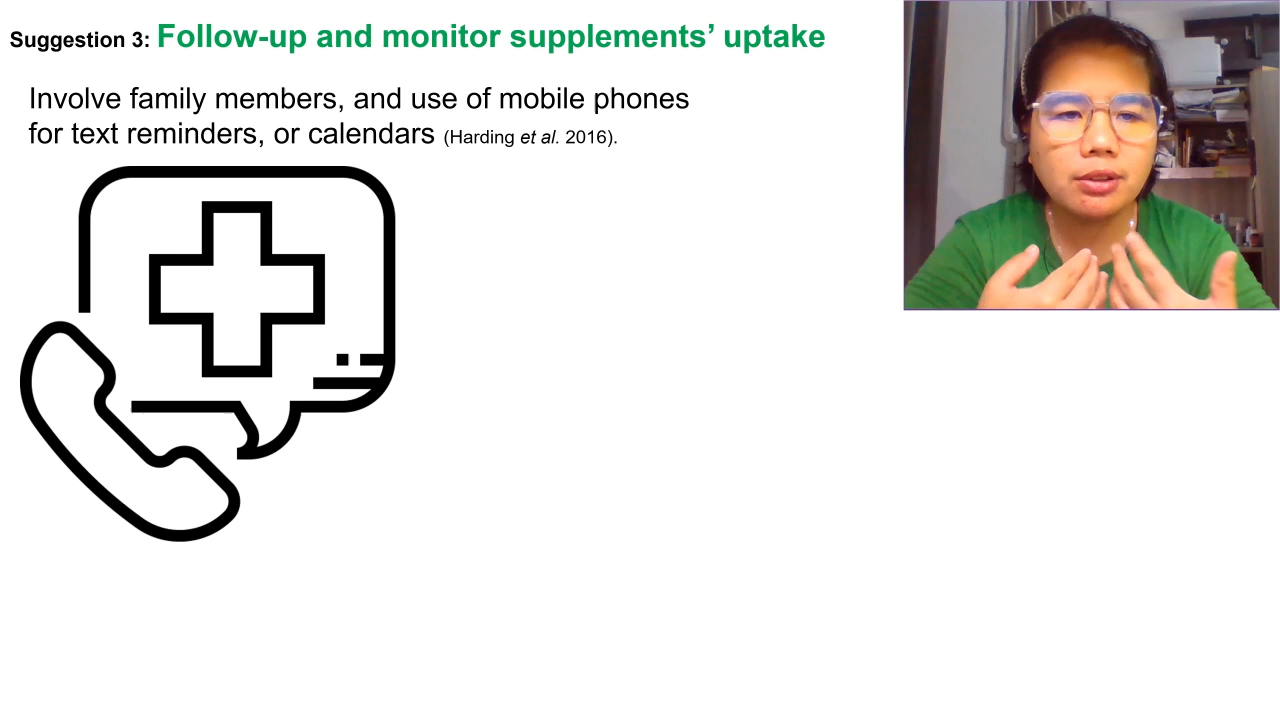 Suggestion 3: Follow-up and monitor supplements’ uptake
Involve family members, and use of mobile phones
for text reminders, or calendars (Harding et al. 2016).